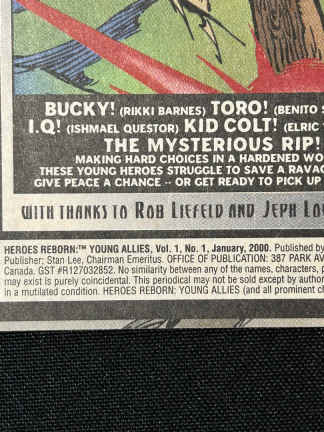 BUCKY! (RIKKI BARNES) TORO! (BENITO
I.Q! (ISHMAEL QUESTOR) KID COLT! (ELRIC
THE MYSTERIOUS RIP!
MAKING HARD CHOICES IN A HARDENED WO
THESE YOUNG HEROES STRUGGLE TO SAVE A RAVAG
GIVE PEACE A CHANCE -- OR GET READY TO PICK UP
WITH THANKS TO ROB LIEFELD AND JEPH LO
HEROES REBORN:™ YOUNG ALLIES, Vol. 1, No. 1, January, 2000. Published by
Publisher; Stan Lee, Chairman Emeritus. OFFICE OF PUBLICATION: 387 PARK AV
Canada. GST #R127032852. No similarity between any of the names, characters, p
may exist is purely coincidental. This periodical may not be sold except by author
in a mutilated condition. HEROES REBORN: YOUNG ALLIES (and all prominent c